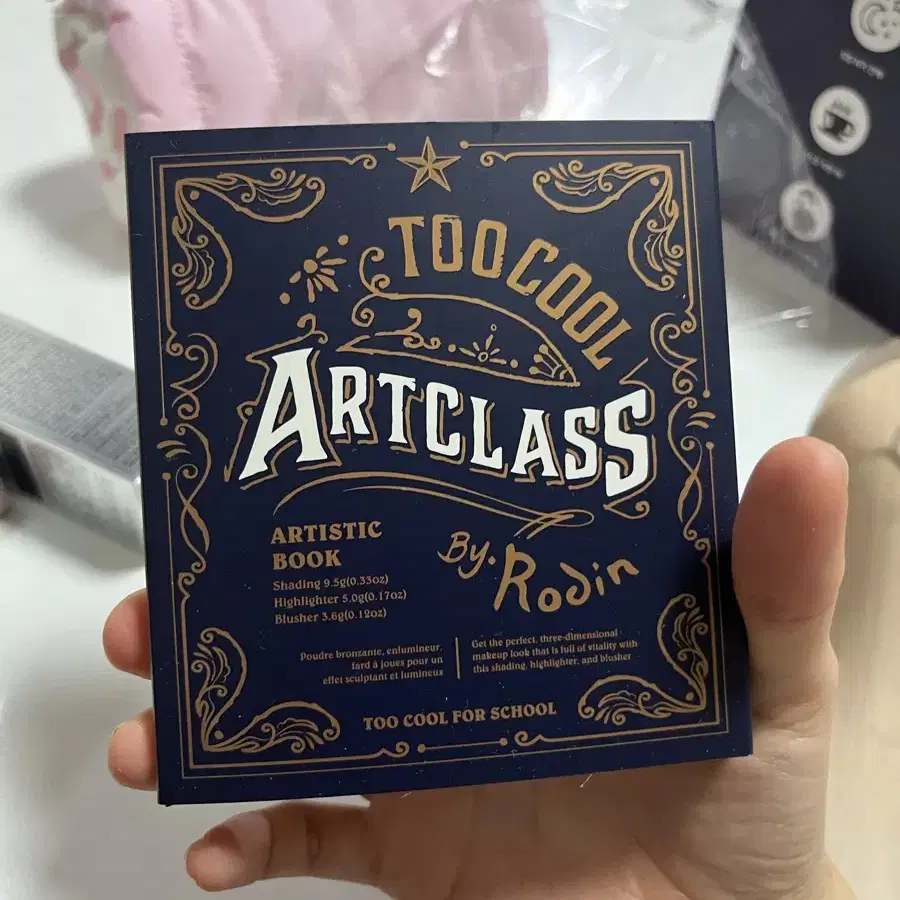 TOO COOL
ARTCLASS
By. Rodin
ARTISTIC
BOOK
Shading 9.5g(0.33oz)
Highlighter 5.0g(0.17oz)
Blusher 3.6g(0.12oz)
Poudre bronzante, enlumineur,
fard à joues pour un
effet sculptant et lumineux
Get the perfect, three-dimensional
makeup look that is full of vitality with
this shading, highlighter, and blusher
TOO COOL FOR SCHOOL